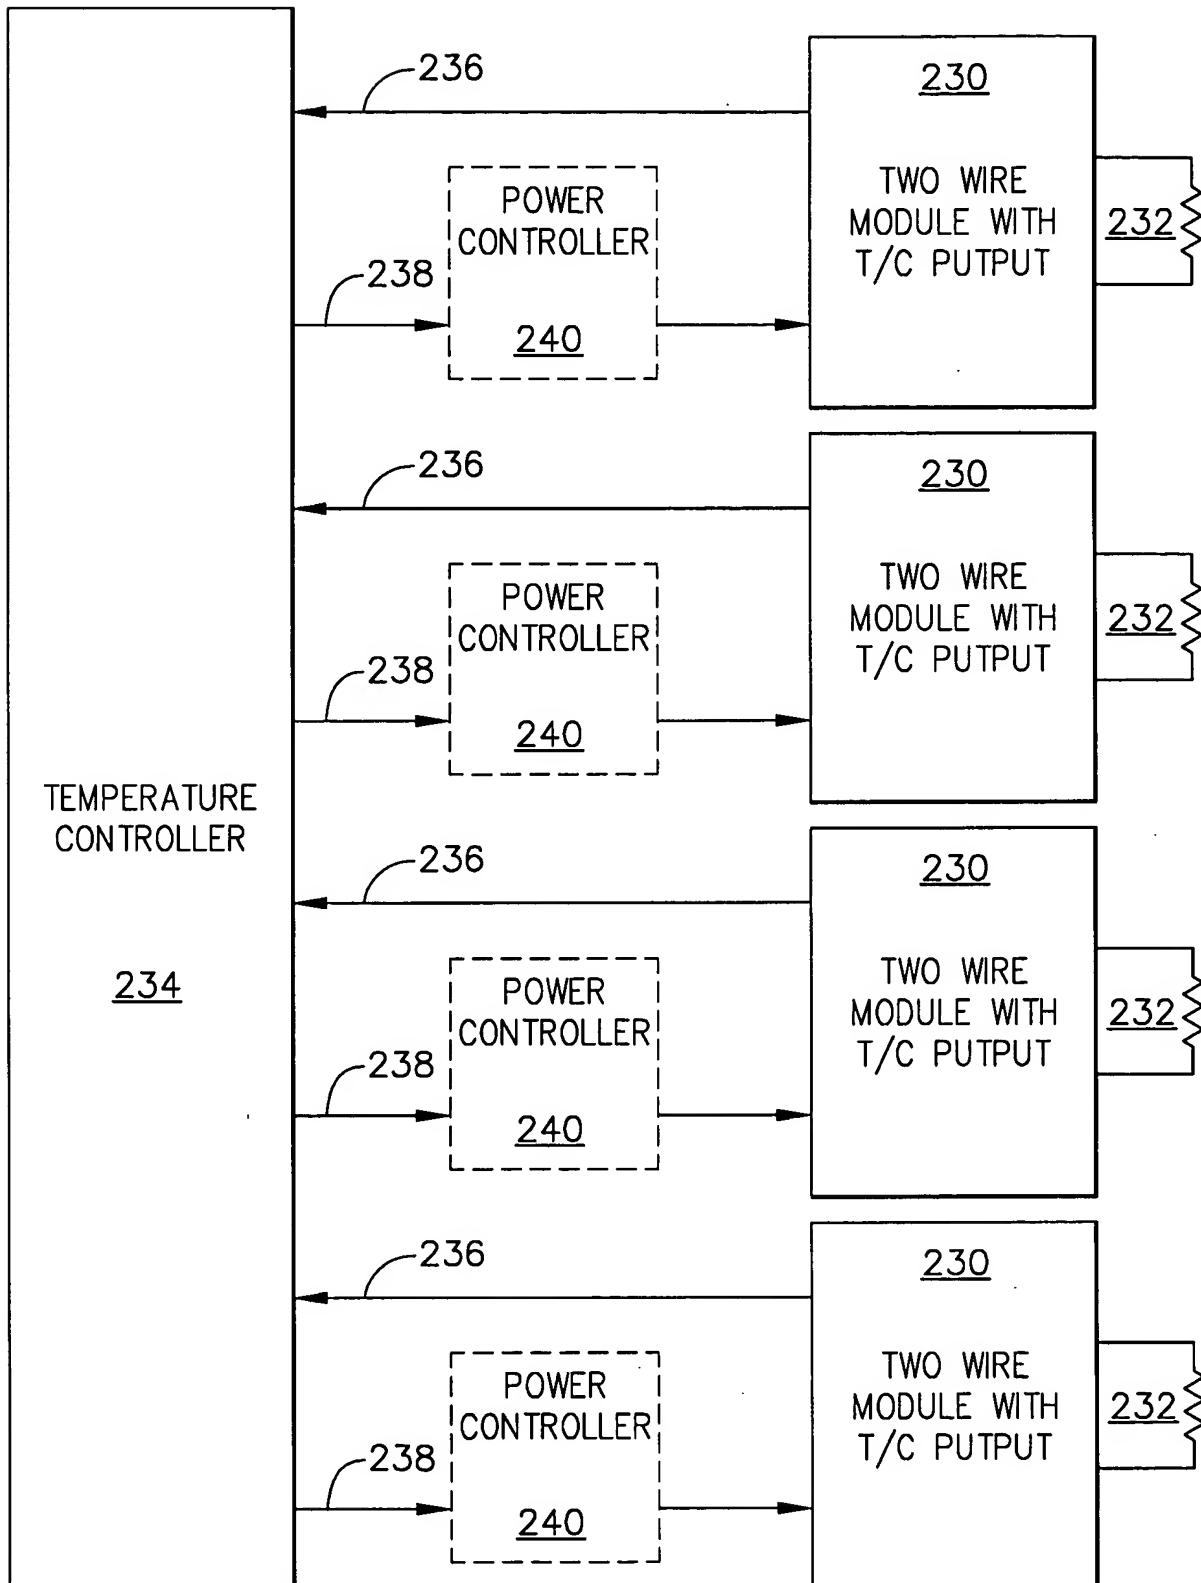 236
230
TWO WIRE
MODULE WITH
T/C PUTPUT
232
POWER
CONTROLLER
238
240
236
230
TWO WIRE
MODULE WITH
T/C PUTPUT
232
POWER
CONTROLLER
238
240
TEMPERATURE
CONTROLLER
234
236
230
TWO WIRE
MODULE WITH
T/C PUTPUT
232
POWER
CONTROLLER
238
240
236
230
TWO WIRE
MODULE WITH
T/C PUTPUT
232
POWER
CONTROLLER
238
240